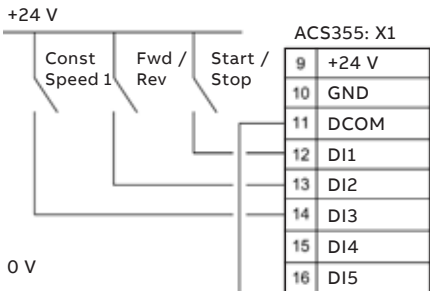 +24 V
ACS355: X1
Const
Speed 1
Fwd /
Rev
Start /
Stop
9 +24 V
10 GND
11 DCOM
12 DI1
13 DI2
14 DI3
15 DI4
0 V
16 DI5